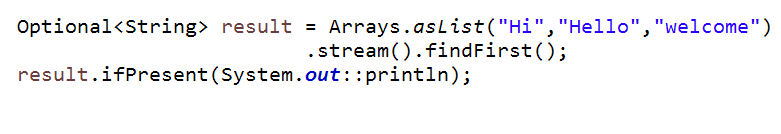 Optional<String> result = Arrays.asList("Hi","Hello","welcome")
.stream().findFirst();
result.ifPresent(System.out::println);